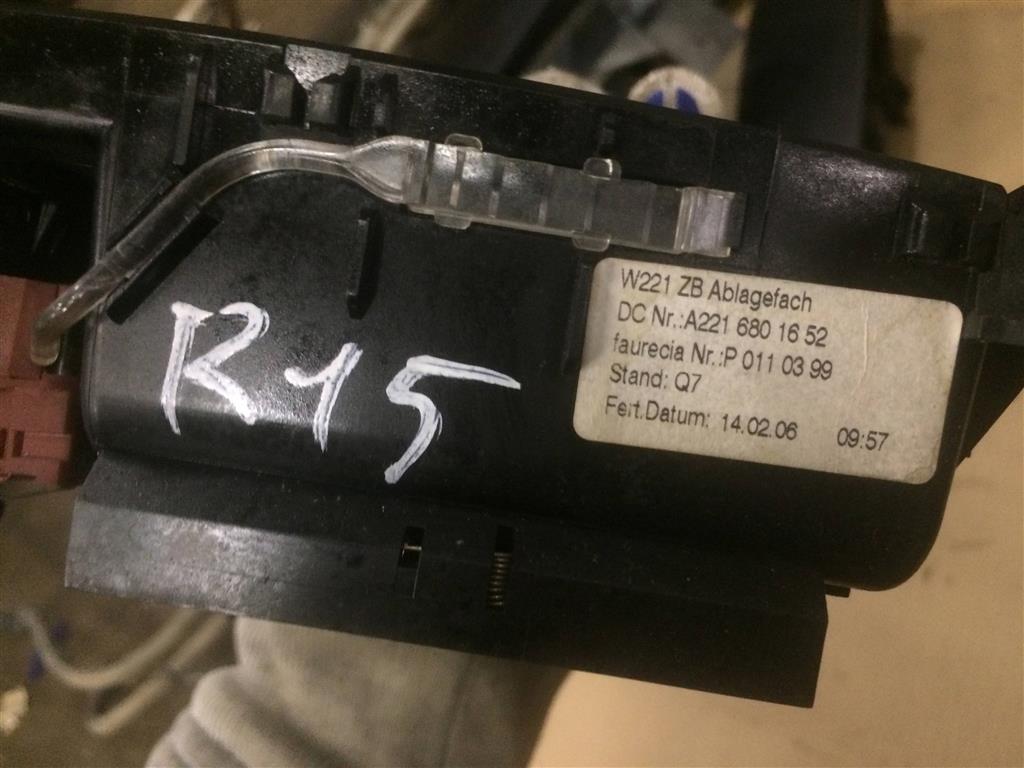 R15
W221 ZB Ablagefach
DC Nr.:A221 680 16 52
faurecia Nr.:P 011 03 99
Stand: Q7
Fert.Datum: 14.02.06 09:57